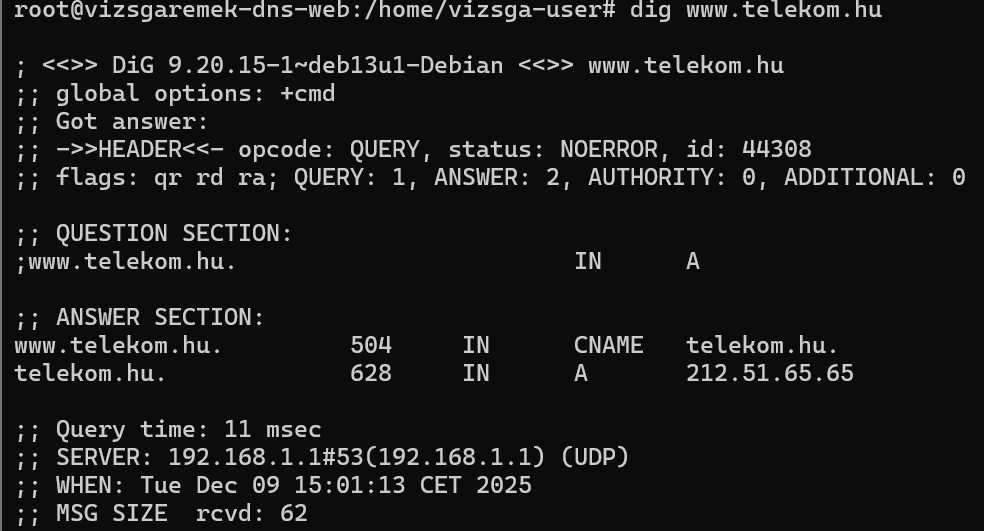 root@vizsgaremek-dns-web:/home/vizsga-user# dig www.telekom.hu
; <<>> DiG 9.20.15-1~deb13u1-Debian <<>> www.telekom.hu
;; global options: +cmd
;; Got answer:
;; ->>HEADER<<- opcode: QUERY, status: NOERROR, id: 44308
;; flags: qr rd ra; QUERY: 1, ANSWER: 2, AUTHORITY: 0, ADDITIONAL: 0
;; QUESTION SECTION:
;www.telekom.hu. IN A
;; ANSWER SECTION:
www.telekom.hu. 504 IN CNAME telekom.hu.
telekom.hu. 628 IN A 212.51.65.65
;; Query time: 11 msec
;; SERVER: 192.168.1.1#53(192.168.1.1) (UDP)
;; WHEN: Tue Dec 09 15:01:13 CET 2025
;; MSG SIZE  rcvd: 62